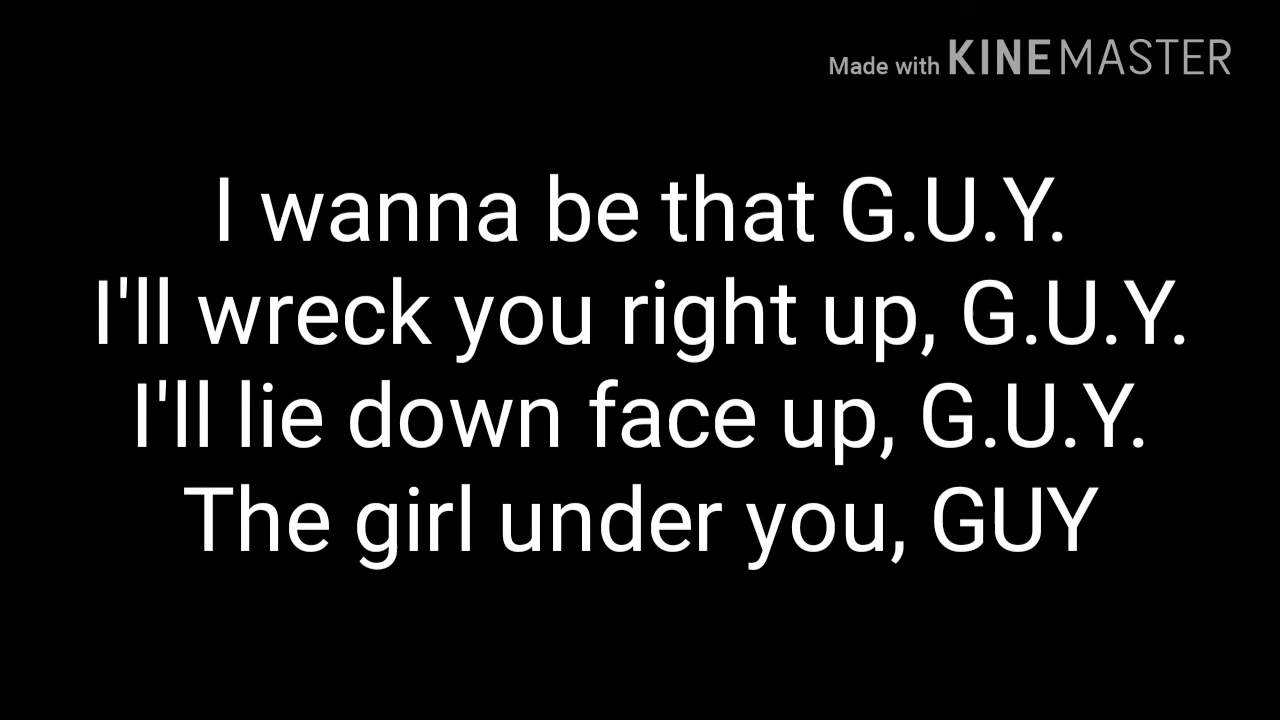 Made with KINEMASTER
I wanna be that G.U.Y.
I'll wreck you right up, G.U.Y.
I'll lie down face up, G.U.Y.
The girl under you, GUY